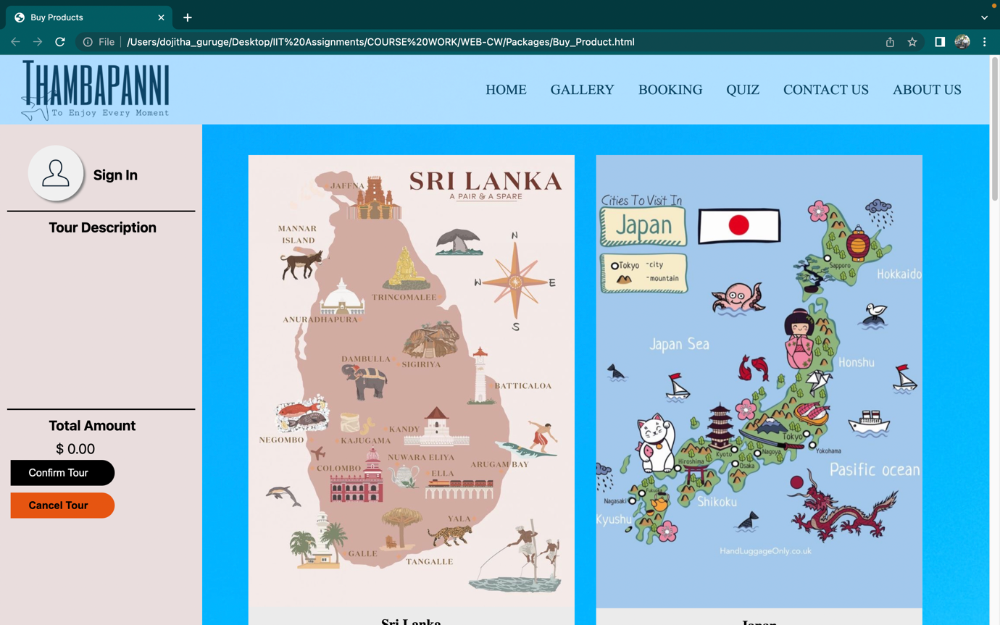 Buy Products
File
/Users/dojitha_guruge/Desktop/IIT%20Assignments/COURSE%20WORK/WEB-CW/Packages/Buy_Product.html
THAMBAPANNI
To Enjoy Every Moment
HOME
GALLERY
BOOKING
QUIZ
CONTACT US
ABOUT US
Sign In
Tour Description
Total Amount
$ 0.00
Confirm Tour
Cancel Tour
SRI LANKA
A PAIR & A SPARE
JAFFNA
MANNAR
ISLAND
N
W
E
S
TRINCOMALEE
ANURADHAPURA
DAMBULLA
SIGIRIYA
BATTICALOA
NEGOMBO
KAJUGAMA
KANDY
NUWARA ELIYA
ARUGAM BAY
COLOMBO
ELLA
YALA
GALLE
TANGALLE
Sri Lanka
Cities To Visit In
Japan
Tokyo -city
-mountain
Sapporo
Hokkaido
Japan Sea
Honshu
Tokyo
Yokohama
Kyoto
Nagoya
Hiroshima
Osaka
Pasific ocean
Fukuoka
Nagasaki
Shikoku
Kyushu
HandLuggageOnly.co.uk
Japan